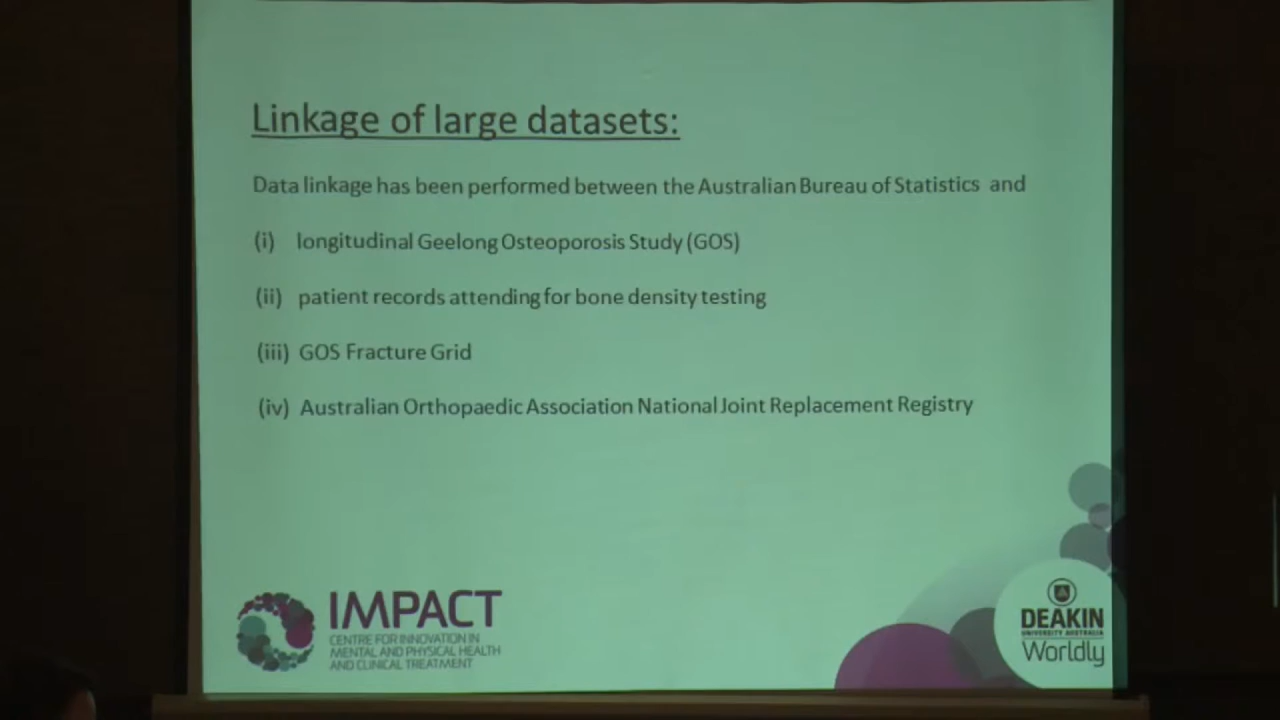 Linkage of large datasets:
Data linkage has been performed between the Australian Bureau of Statistics and
(i) longitudinal Geelong Osteoporosis Study (GOS)
(ii) patient records attending for bone density testing
(iii) GOS Fracture Grid
(iv) Australian Orthopaedic Association National Joint Replacement Registry
IMPACT
CENTRE FOR INNOVATION IN
MENTAL AND PHYSICAL HEALTH
AND CLINICAL TREATMENT
DEAKIN
UNIVERSITY AUSTRALIA
Worldly